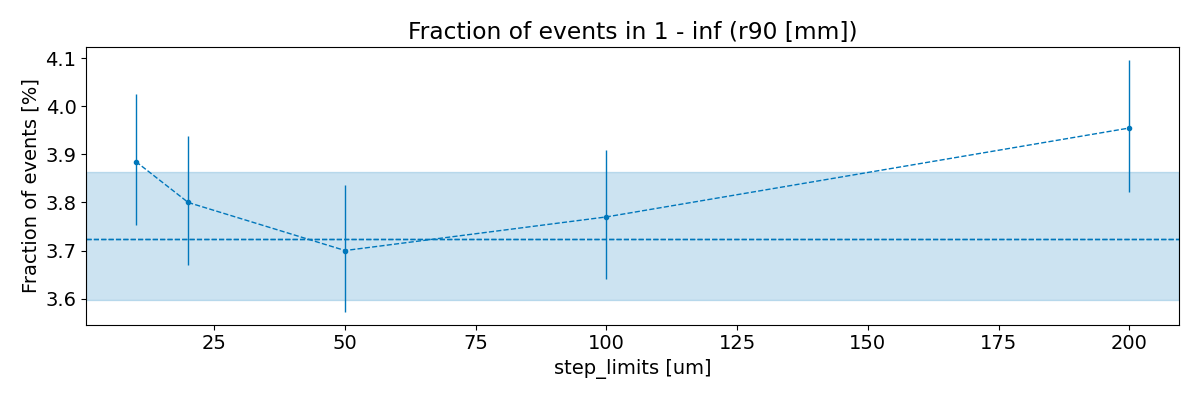 Fraction of events in 1 - inf (r90 [mm])
Fraction of events [%]
4.1
4.0
3.9
3.8
3.7
3.6
25 50 75 100 125 150 175 200
step_limits [um]